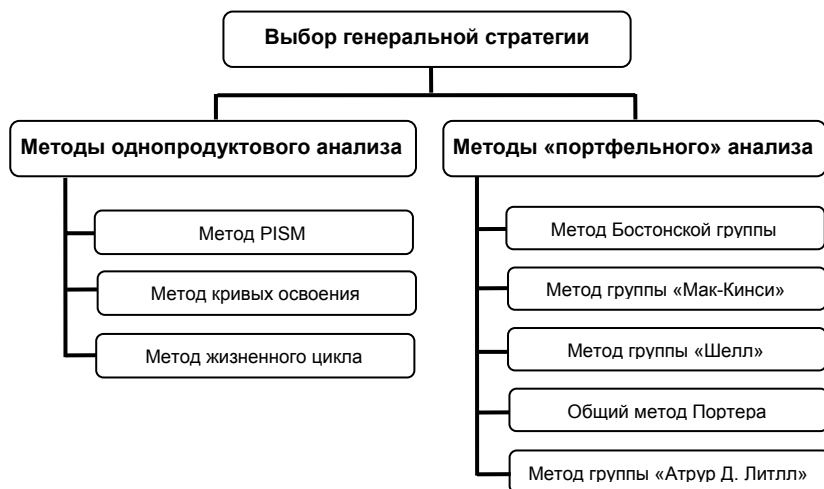 Выбор генеральной стратегии
Методы однопродуктового анализа
Метод PISM
Метод кривых освоения
Метод жизненного цикла
Методы «портфельного» анализа
Метод Бостонской группы
Метод группы «Мак-Кинси»
Метод группы «Шелл»
Общий метод Портера
Метод группы «Атрур Д. Литлл»